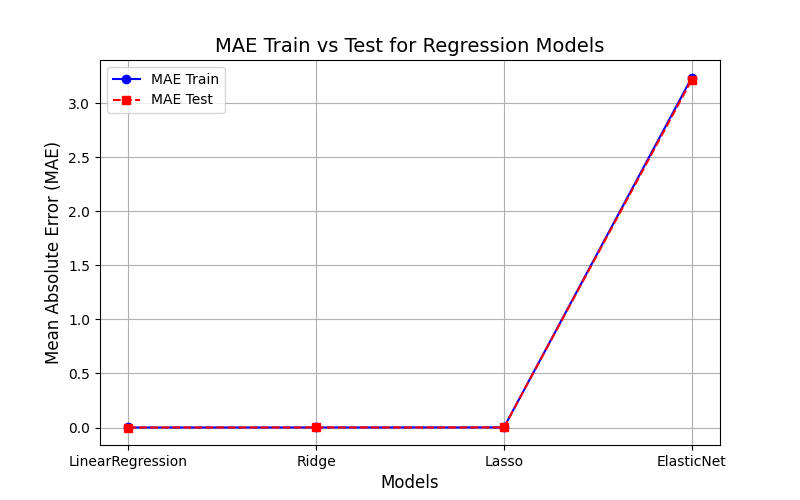 MAE Train vs Test for Regression Models
MAE Train
MAE Test
Mean Absolute Error (MAE)
3.0
2.5
2.0
1.5
1.0
0.5
0.0
LinearRegression
Ridge
Lasso
ElasticNet
Models